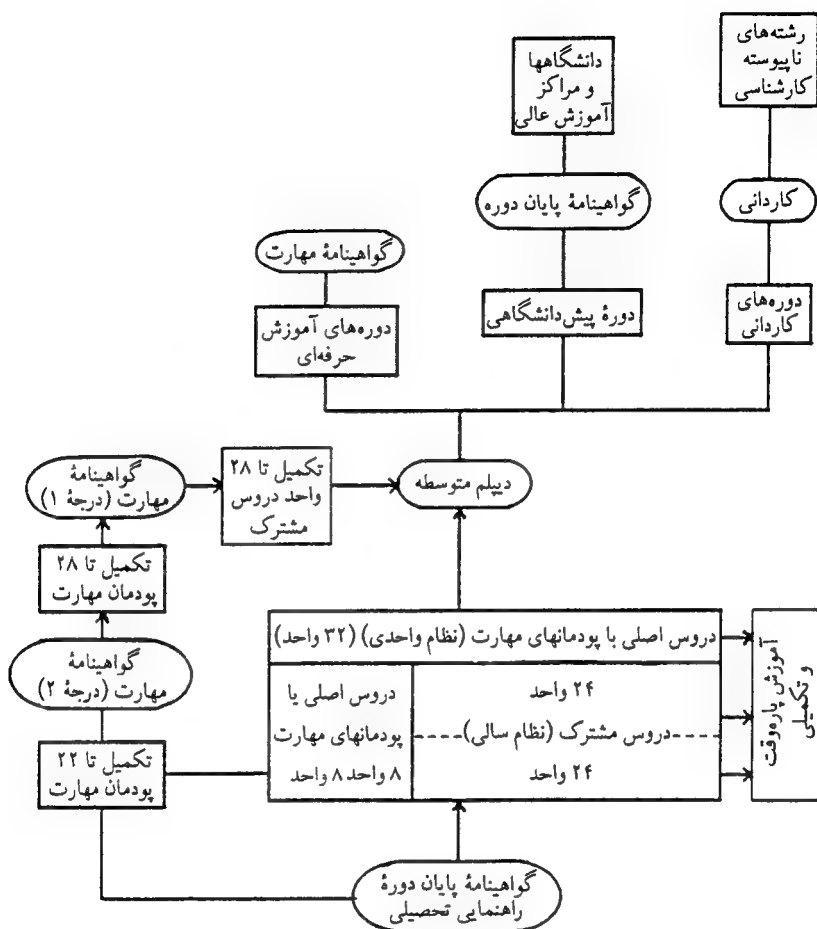 رشته‌های
ناپیوسته
کارشناسی
دانشگاهها
و مراکز
آموزش عالی
کاردانی
گواهینامهٔ پایان دوره
گواهینامهٔ مهارت
دوره‌های
کاردانی
دورهٔ پیش‌دانشگاهی
دوره‌های آموزش
حرفه‌ای
دیپلم متوسطه
تکمیل تا ۲۸
واحد دروس
مشترک
گواهینامهٔ
مهارت (درجهٔ ۱)
تکمیل تا ۲۸
پودمان مهارت
گواهینامهٔ
مهارت (درجهٔ ۲)
تکمیل تا ۲۲
پودمان مهارت
آموزش پاره‌وقت
و تکمیلی
دروس اصلی با پودمانهای مهارت (نظام واحدی) (۳۲ واحد)
۲۴ واحد
دروس مشترک (نظام سالی)
۲۴ واحد
دروس اصلی یا
پودمانهای مهارت
۸ واحد ۸ واحد
گواهینامهٔ پایان دورهٔ
راهنمایی تحصیلی